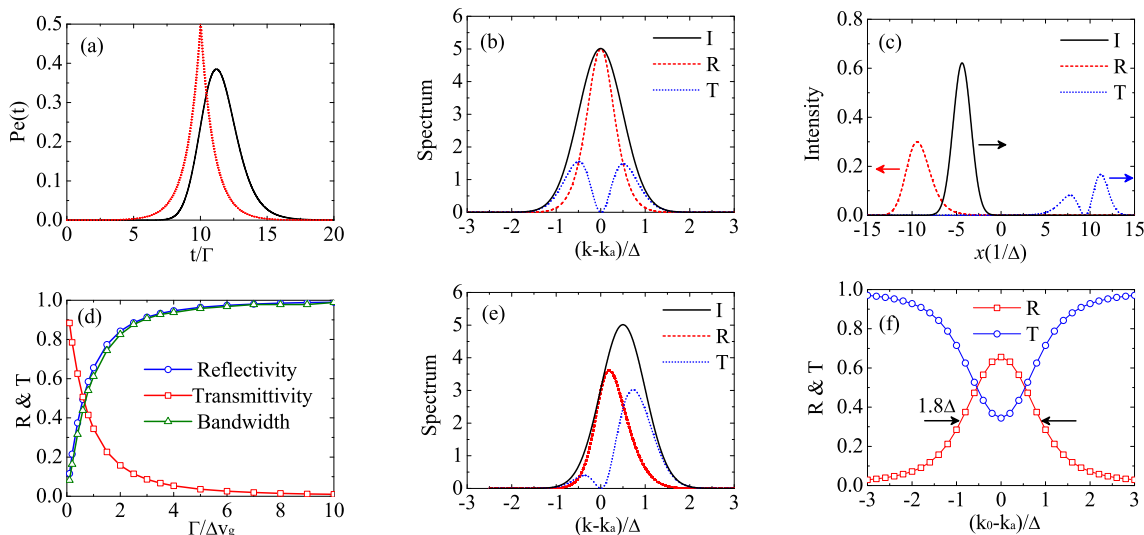 (a)
Pe(t)
0.5
0.4
0.3
0.2
0.1
0.0
0 5 10 15 20
t/Γ
(b)
I
R
T
Spectrum
6
5
4
3
2
1
0
-3 -2 -1 0 1 2 3
(k-kₐ)/Δ
(c)
I
R
T
Intensity
0.8
0.6
0.4
0.2
0.0
-15 -10 -5 0 5 10 15
x(1/Δ)
(d)
Reflectivity
Transmittivity
Bandwidth
R & T
1.0
0.8
0.6
0.4
0.2
0.0
0 2 4 6 8 10
Γ/Δv_g
(e)
I
R
T
Spectrum
6
5
4
3
2
1
0
-3 -2 -1 0 1 2 3
(k-kₐ)/Δ
(f)
R
T
1.8Δ
R & T
1.0
0.8
0.6
0.4
0.2
0.0
-3 -2 -1 0 1 2 3
(k₀-kₐ)/Δ